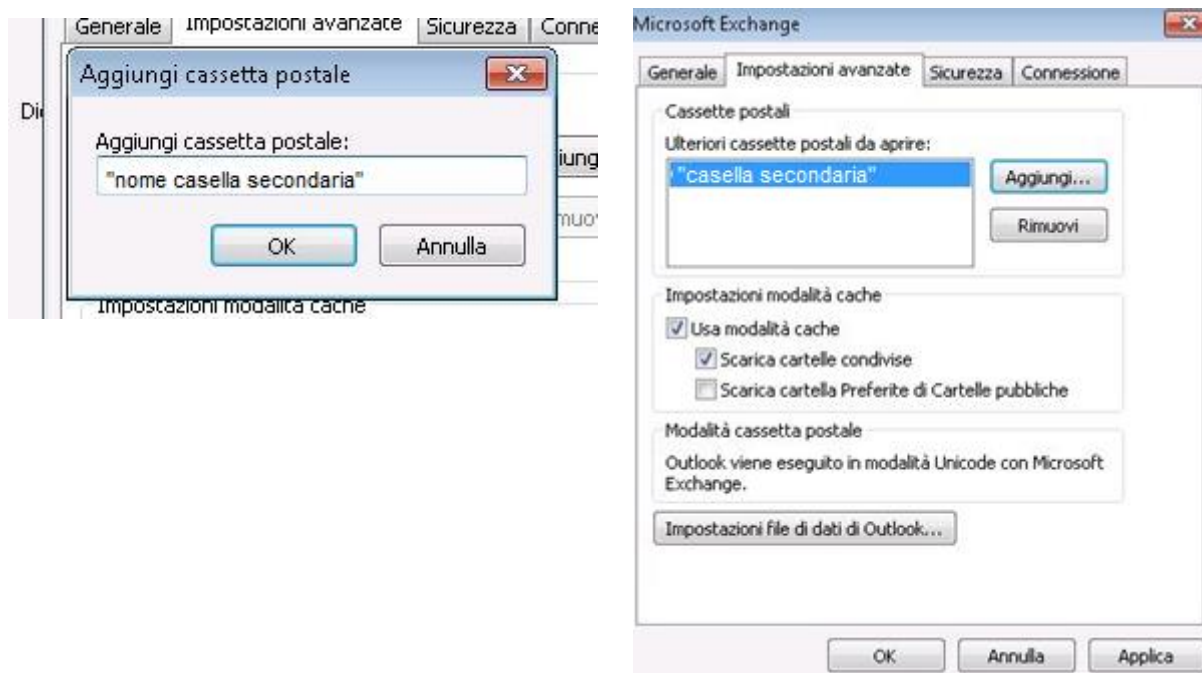 Generale Impostazioni avanzate Sicurezza Conne
Aggiungi cassetta postale
Aggiungi cassetta postale:
"nome casella secondaria"
OK Annulla
Impostazioni modalità cache
Microsoft Exchange
Generale Impostazioni avanzate Sicurezza Connessione
Cassette postali
Ulteriori cassette postali da aprire:
"casella secondaria"
Aggiungi...
Rimuovi
Impostazioni modalità cache
Usa modalità cache
Scarica cartelle condivise
Scarica cartella Preferite di Cartelle pubbliche
Modalità cassetta postale
Outlook viene eseguito in modalità Unicode con Microsoft
Exchange.
Impostazioni file di dati di Outlook...
OK Annulla Applica